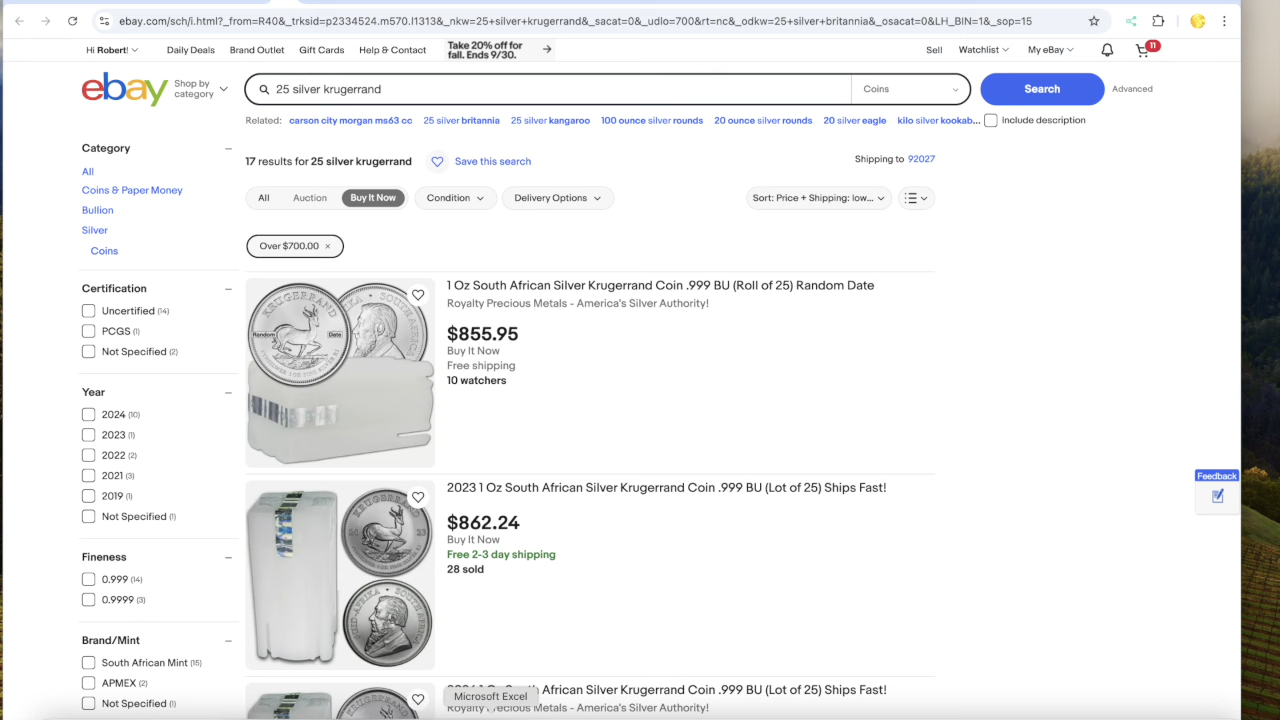 ebay.com/sch/i.html?_from=R40&_trksid=p2334524.m570.l1313&_nkw=25+silver+krugerrand&_sacat=0&_udlo=700&rt=nc&_odkw=25+silver+britannia&_osacat=0&LH_BIN=1&_sop=15
Hi Robert! Daily Deals Brand Outlet Gift Cards Help & Contact Take 20% off for fall. Ends 9/30. Sell Watchlist My eBay 11
ebay Shop by category 25 silver krugerrand Coins Search Advanced
Related: carson city morgan ms63 cc 25 silver britannia 25 silver kangaroo 100 ounce silver rounds 20 ounce silver rounds 20 silver eagle kilo silver kookab... Include description
Category
All
Coins & Paper Money
Bullion
Silver
Coins
Certification
Uncertified (14)
PCGS (1)
Not Specified (2)
Year
2024 (10)
2023 (1)
2022 (2)
2021 (3)
2019 (1)
Not Specified (1)
Fineness
0.999 (14)
0.9999 (3)
Brand/Mint
South African Mint (15)
APMEX (2)
Not Specified (1)
17 results for 25 silver krugerrand Save this search Shipping to 92027
All Auction Buy It Now Condition Delivery Options Sort: Price + Shipping: low...
Over $700.00 ×
KRUGERRAND
Random Date
1 Oz South African Silver Krugerrand Coin .999 BU (Roll of 25) Random Date
Royalty Precious Metals - America's Silver Authority!
$855.95
Buy It Now
Free shipping
10 watchers
KRUGERRAND
20 23
2023 1 Oz South African Silver Krugerrand Coin .999 BU (Lot of 25) Ships Fast!
$862.24
Buy It Now
Free 2-3 day shipping
28 sold
African Silver Krugerrand Coin .999 BU (Lot of 25) Ships Fast!
Royalty Precious Metals - America's Silver Authority!
Microsoft Excel
Feedback